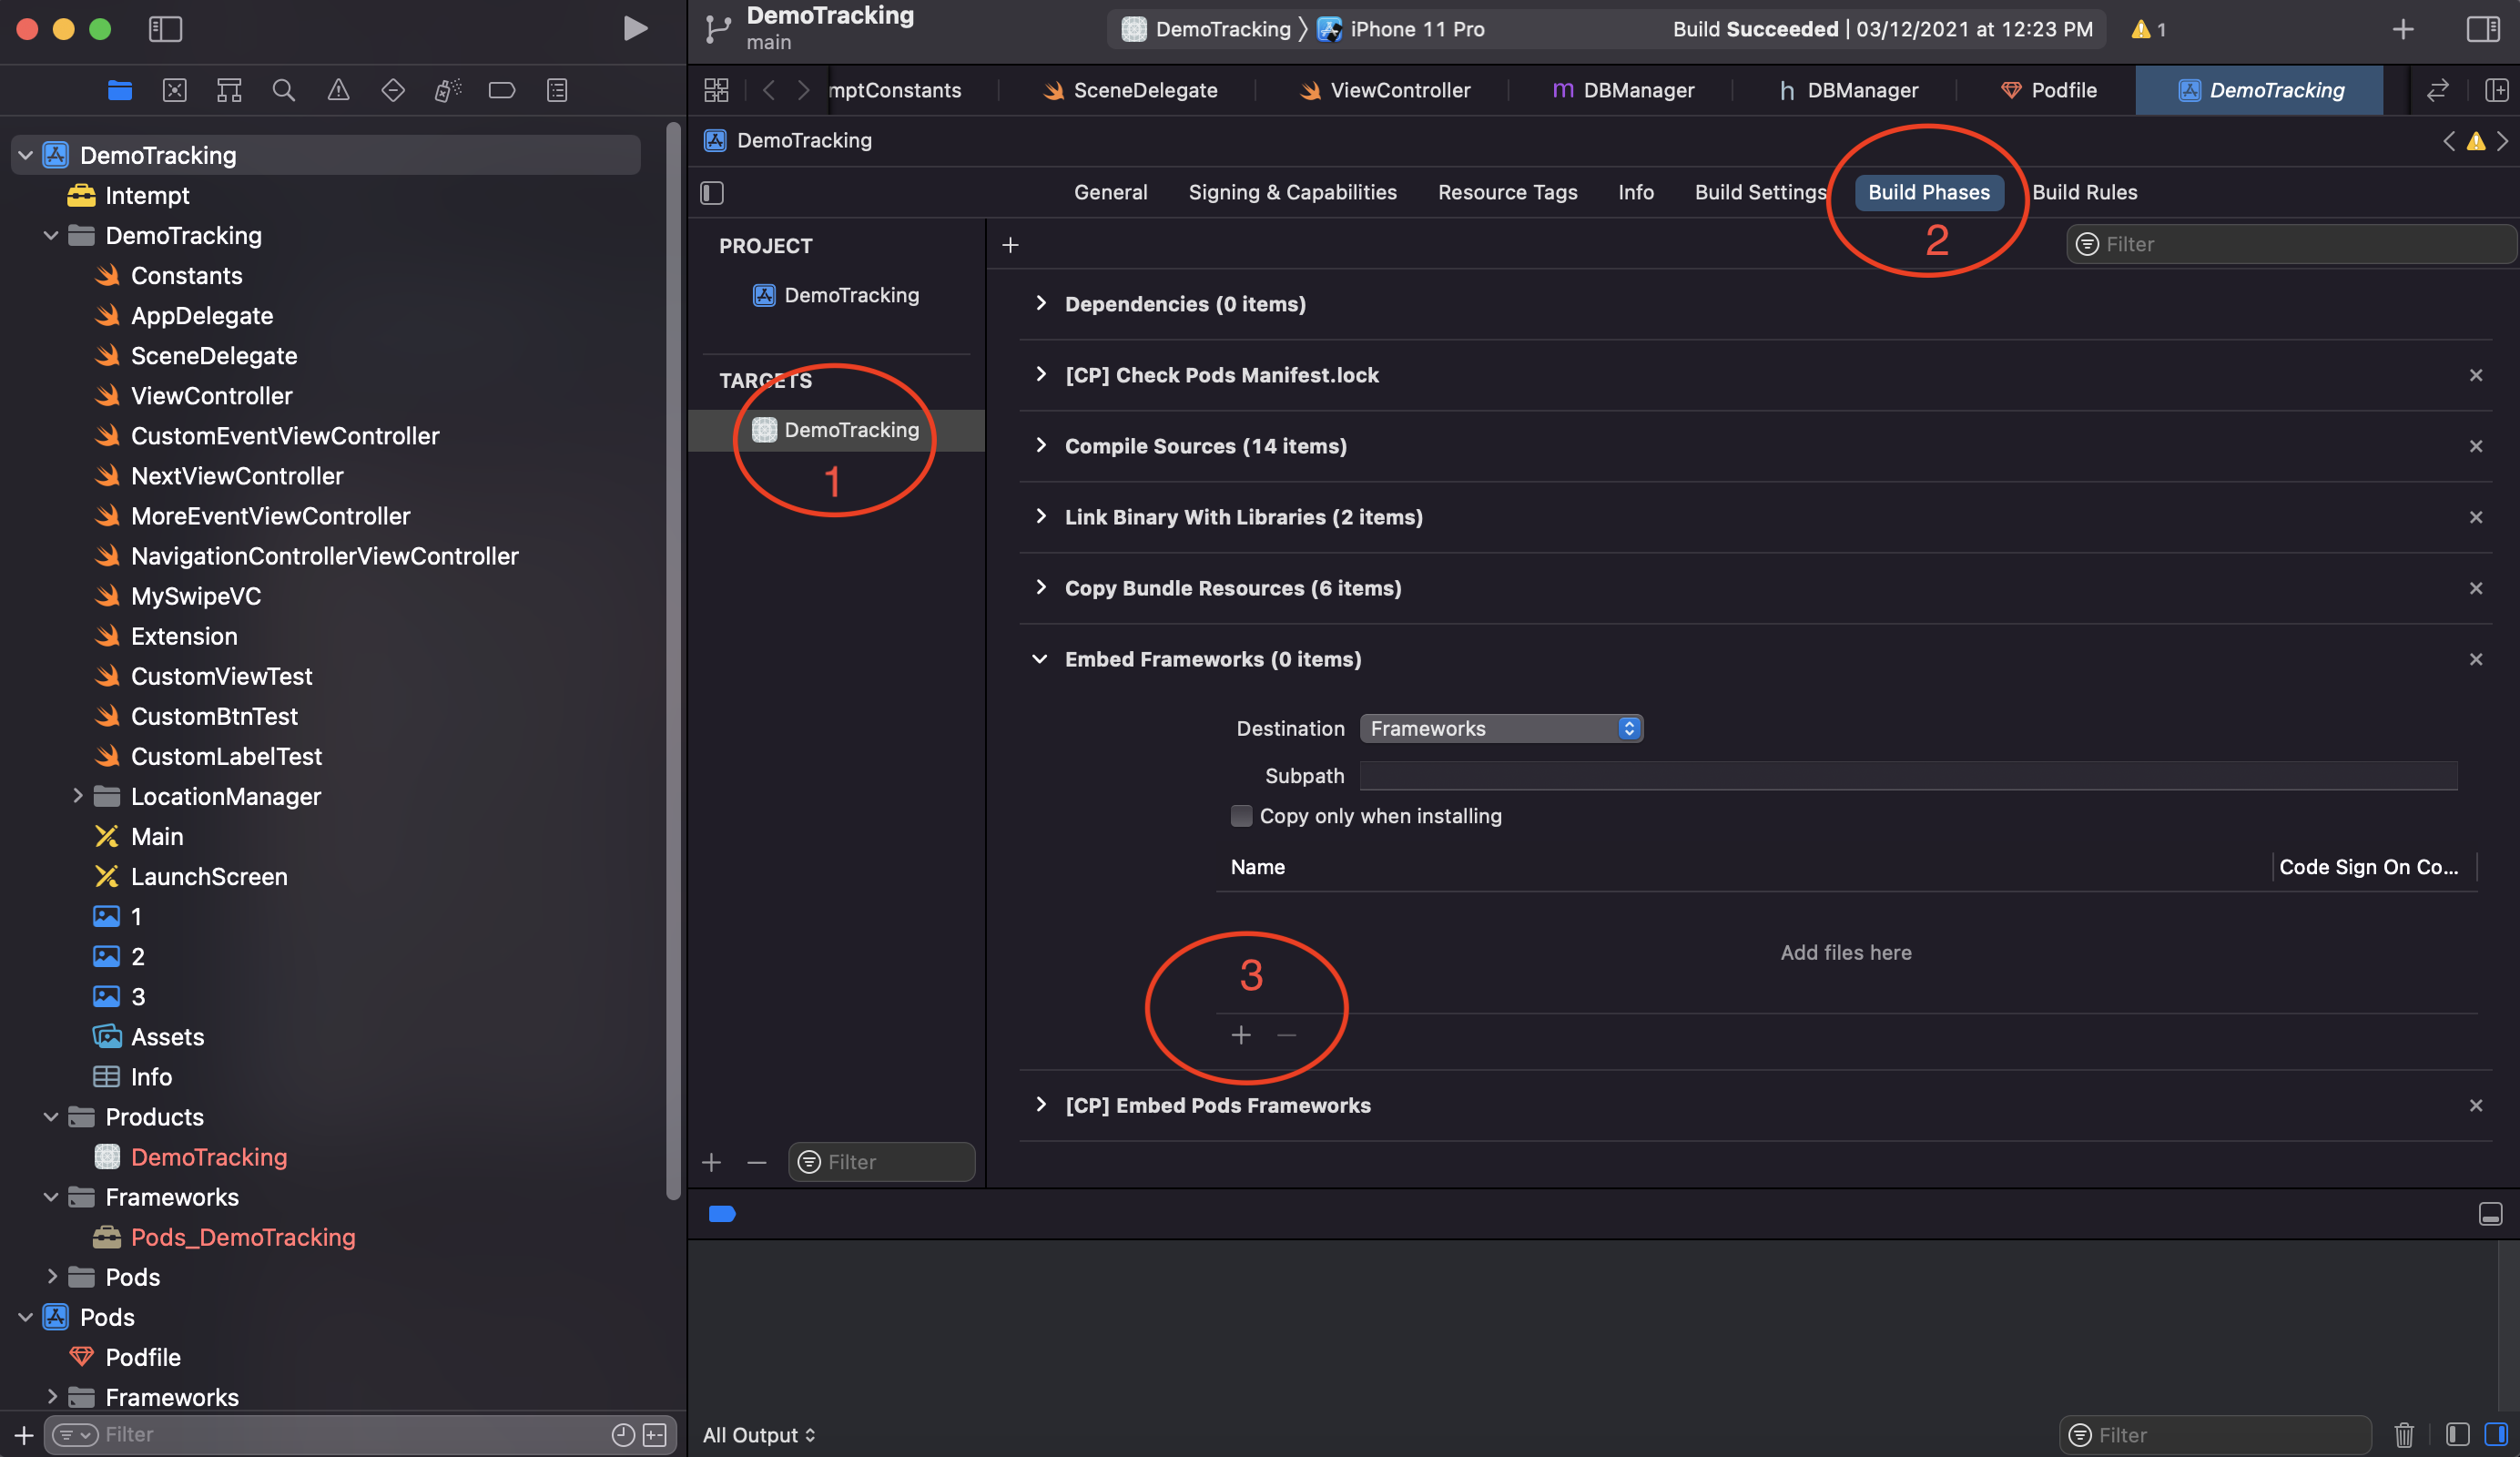 DemoTracking
main
DemoTracking
iPhone 11 Pro
Build Succeeded | 03/12/2021 at 12:23 PM
1
mptConstants
SceneDelegate
ViewController
m DBManager
h DBManager
Podfile
DemoTracking
DemoTracking
Intempt
DemoTracking
Constants
AppDelegate
SceneDelegate
ViewController
CustomEventViewController
NextViewController
MoreEventViewController
NavigationControllerViewController
MySwipeVC
Extension
CustomViewTest
CustomBtnTest
CustomLabelTest
LocationManager
Main
LaunchScreen
1
2
3
Assets
Info
Products
DemoTracking
Frameworks
Pods_DemoTracking
Pods
Pods
Podfile
Frameworks
Filter
DemoTracking
General
Signing & Capabilities
Resource Tags
Info
Build Settings
Build Phases
Build Rules
2
PROJECT
DemoTracking
TARGETS
DemoTracking
1
Filter
Filter
Dependencies (0 items)
[CP] Check Pods Manifest.lock
Compile Sources (14 items)
Link Binary With Libraries (2 items)
Copy Bundle Resources (6 items)
Embed Frameworks (0 items)
Destination Frameworks
Subpath
Copy only when installing
Name
Code Sign On Co...
Add files here
3
[CP] Embed Pods Frameworks
All Output
Filter